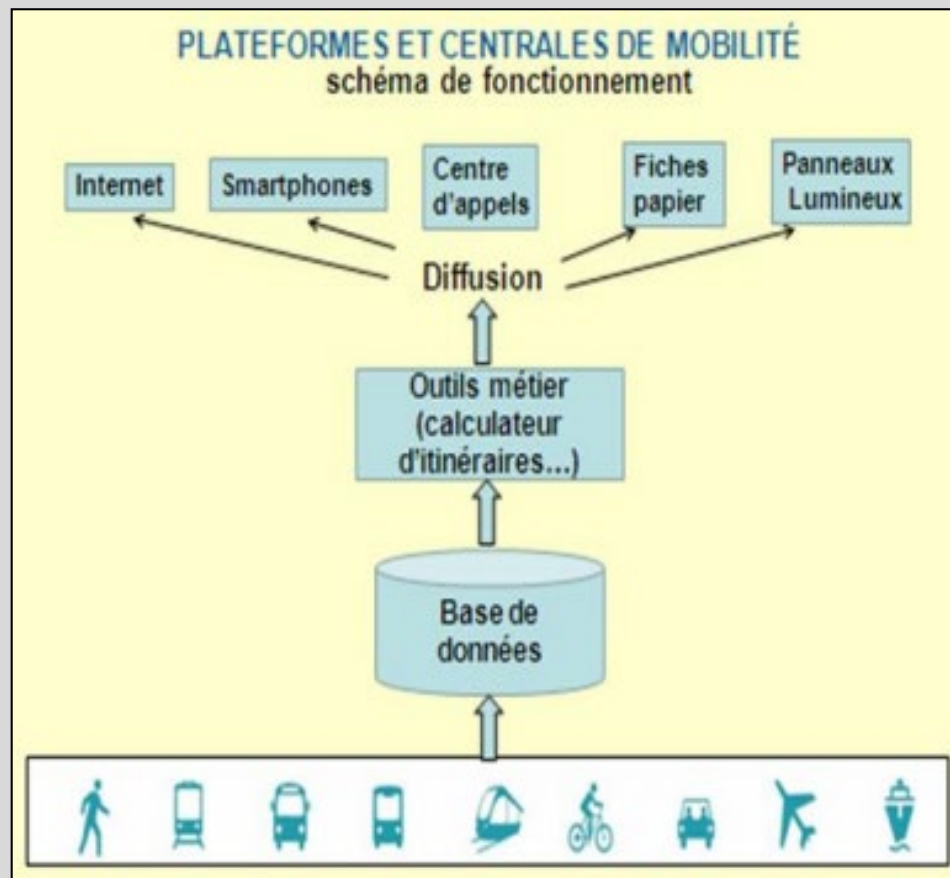 PLATEFORMES ET CENTRALES DE MOBILITÉ
schéma de fonctionnement
Internet
Smartphones
Centre
d'appels
Fiches
papier
Panneaux
Lumineux
Diffusion
Outils métier
(calculateur
d'itinéraires...)
Base de
données